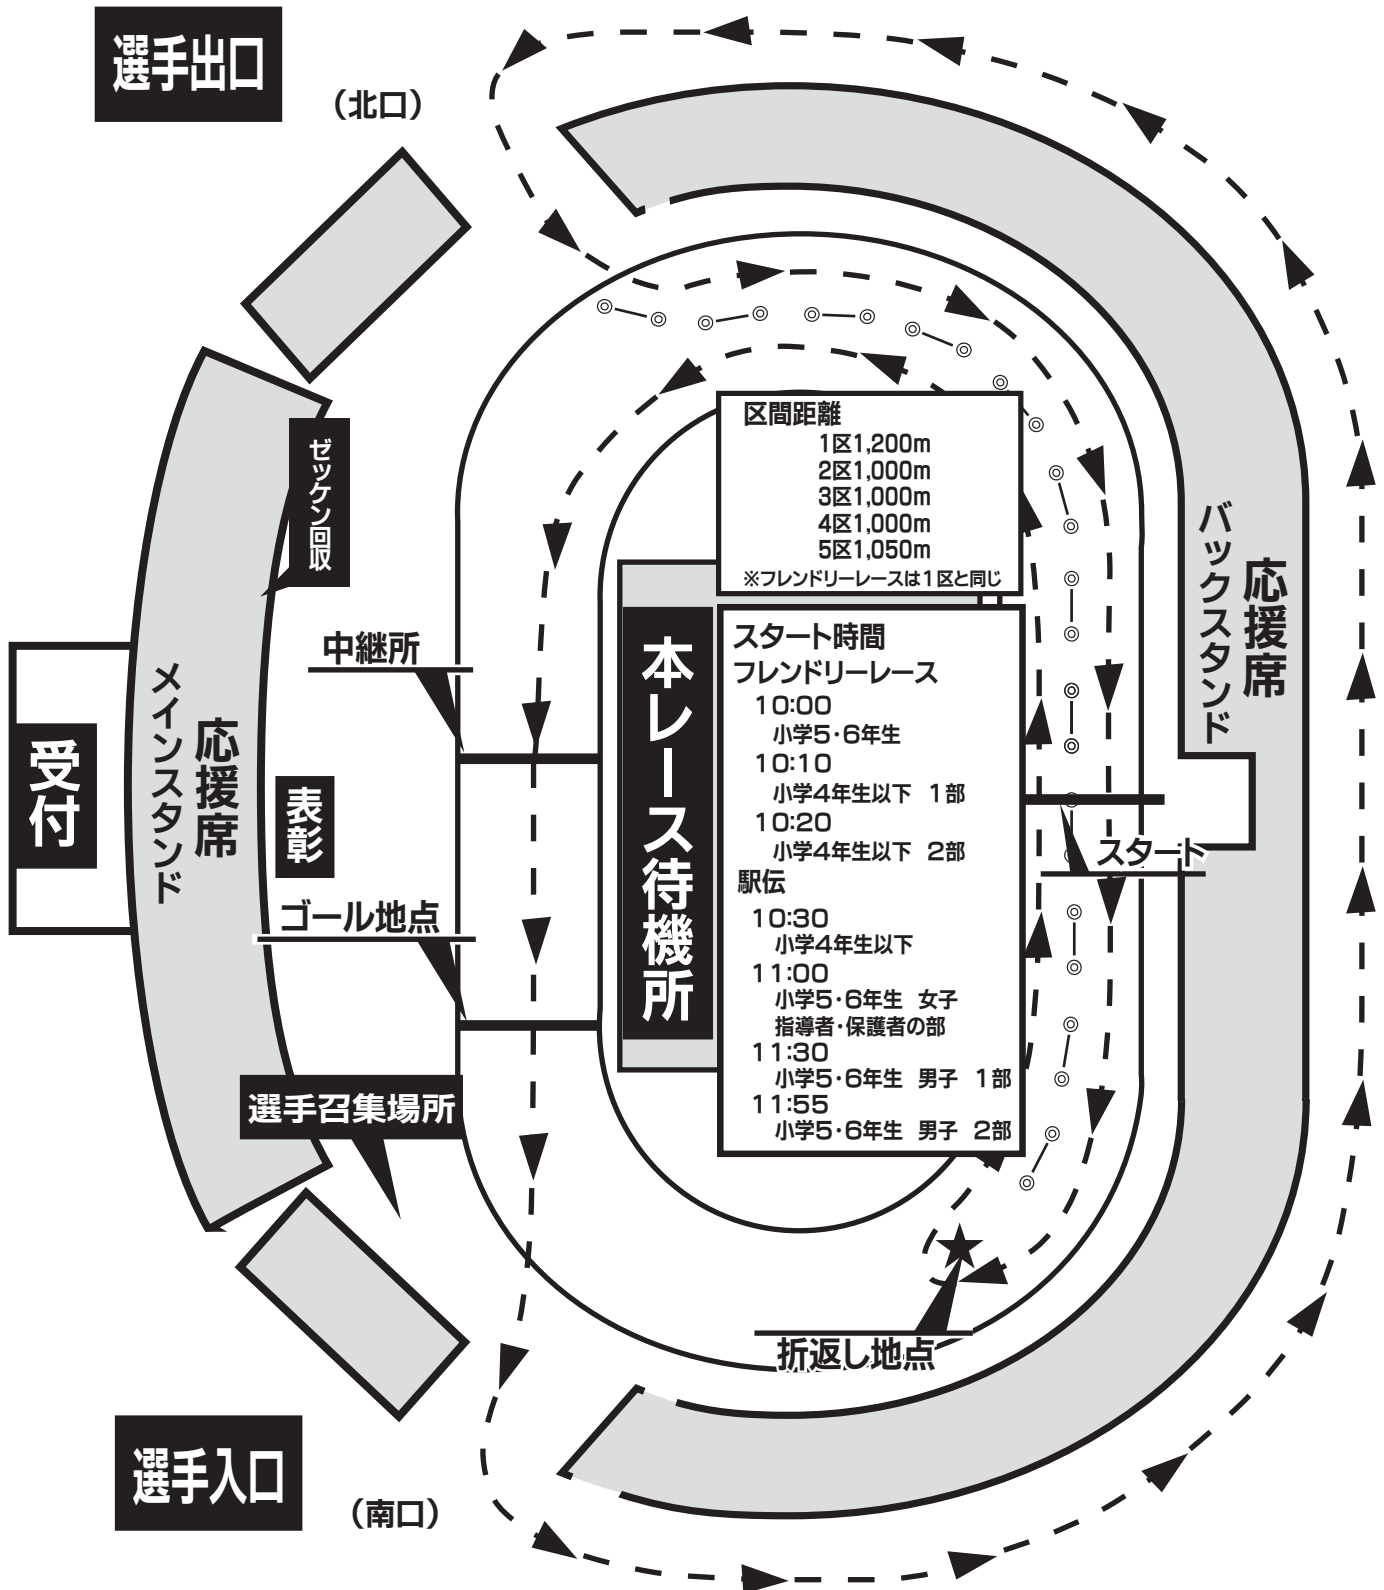 選手出口
（北口）
区間距離
1区1,200m
2区1,000m
3区1,000m
4区1,000m
5区1,050m
※フレンドリーレースは1区と同じ
ゼッケン回収
バックスタンド
応援席
中継所
本レース待機所
スタート時間
フレンドリーレース
10:00
小学5・6年生
10:10
小学4年生以下 1部
10:20
小学4年生以下 2部
駅伝
10:30
小学4年生以下
11:00
小学5・6年生 女子
指導者・保護者の部
11:30
小学5・6年生 男子 1部
11:55
小学5・6年生 男子 2部
メインスタンド
応援席
受付
表彰
スタート
ゴール地点
選手召集場所
折返し地点
選手入口
（南口）